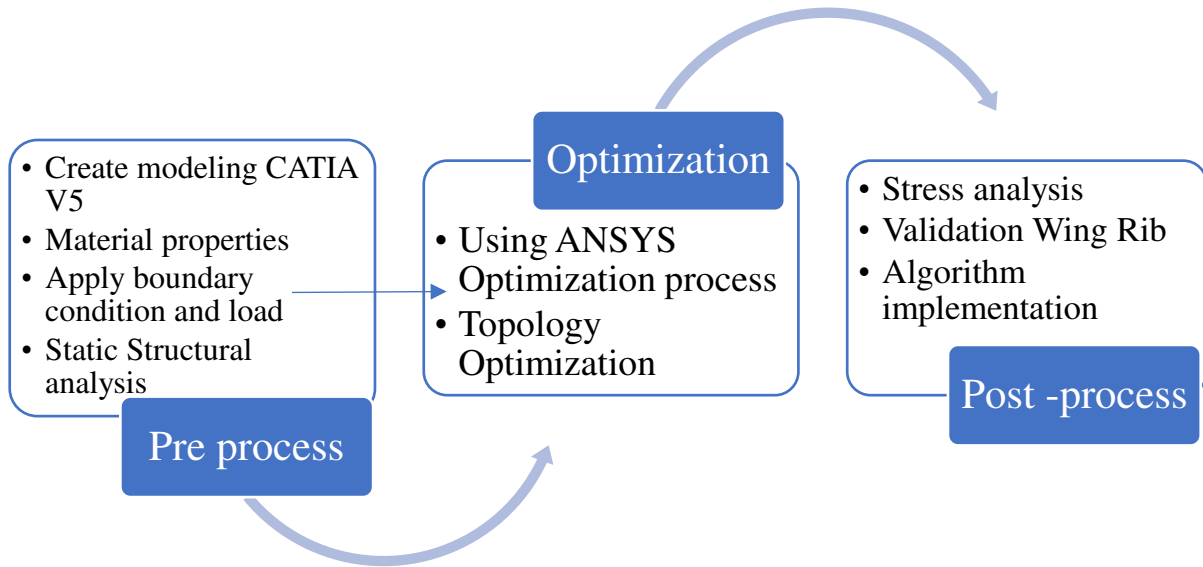 • Create modeling CATIA
V5
• Material properties
• Apply boundary
condition and load
• Static Structural
analysis
Pre process
Optimization
• Using ANSYS
Optimization process
• Topology
Optimization
• Stress analysis
• Validation Wing Rib
• Algorithm
implementation
Post -process